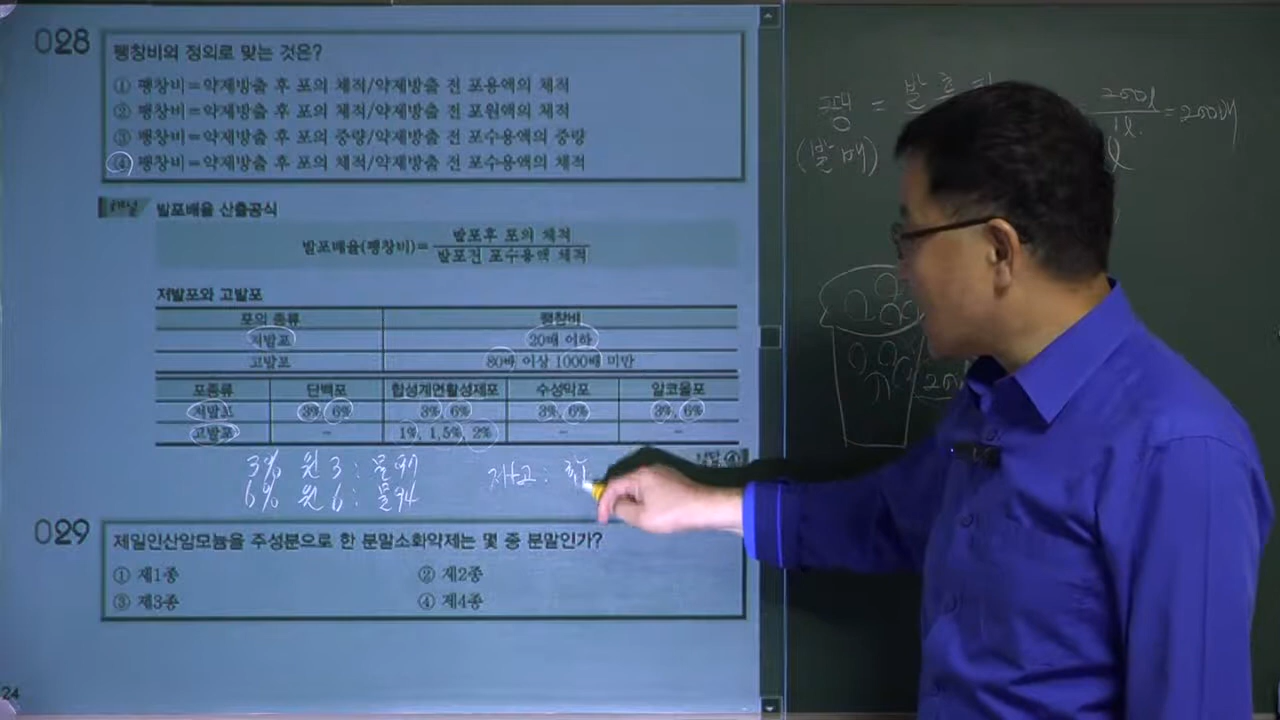 028
팽창비의 정의로 맞는 것은?
① 팽창비=약제방출 후 포의 체적/약제방출 전 포용액의 체적
② 팽창비=약제방출 후 포의 체적/약제방출 전 포원액의 체적
③ 팽창비=약제방출 후 포의 중량/약제방출 전 포수용액의 중량
④ 팽창비=약제방출 후 포의 체적/약제방출 전 포수용액의 체적
해설 발포배율 산출공식
발포배율(팽창비)= 발포후 포의 체적
발포전 포수용액 체적
저발포와 고발포
포의 종류 팽창비
저발포 20배 이하
고발포 80배 이상 1000배 미만
포종류 단백포 합성계면활성제포 수성막포 알코올포
저발포 3%, 6% 3%, 6% 3%, 6% 3%, 6%
고발포 - 1%, 1.5%, 2% - -
④
3% 원 3 : 물 97
6% 원 6 : 물 94
029
제일인산암모늄을 주성분으로 한 분말소화약제는 몇 종 분말인가?
① 제1종 ② 제2종
③ 제3종 ④ 제4종
24
팽 =
(발 배)
= 200ℓ
1ℓ = 200배